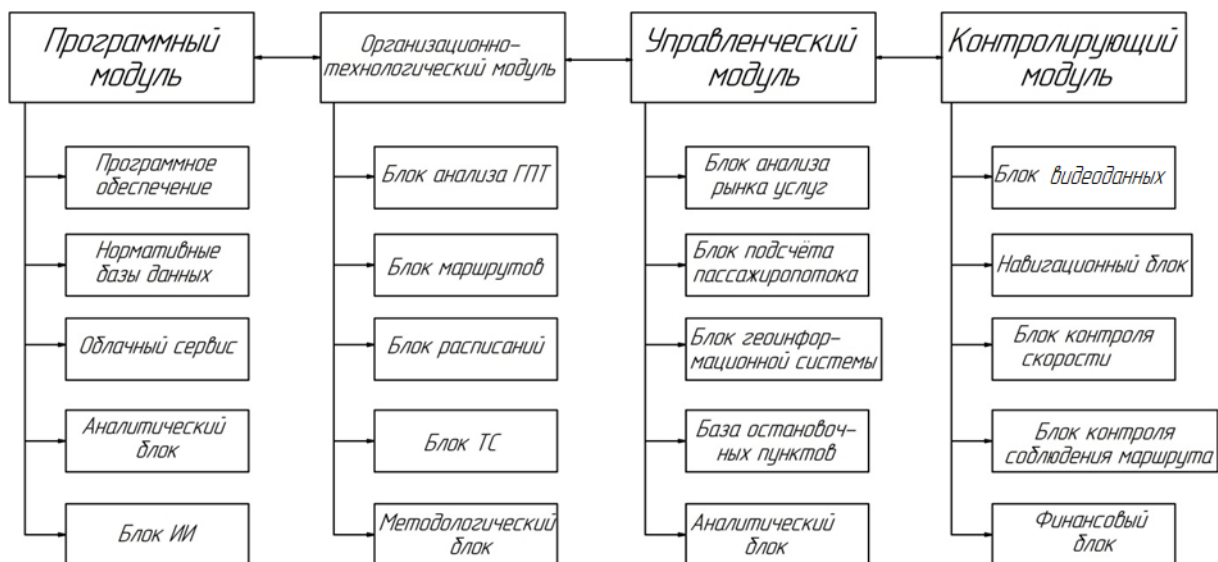 Программный
модуль
Программное
обеспечение
Нормативные
базы данных
Облачный сервис
Аналитический
блок
Блок ИИ
Организационно-
технологический модуль
Блок анализа ГПТ
Блок маршрутов
Блок расписаний
Блок ТС
Методологический
блок
Управленческий
модуль
Блок анализа
рынка услуг
Блок подсчёта
пассажиропотока
Блок геоинфор-
мационной системы
База остановоч-
ных пунктов
Аналитический
блок
Контролирующий
модуль
Блок видеоданных
Навигационный блок
Блок контроля
скорости
Блок контроля
соблюдения маршрута
Финансовый
блок